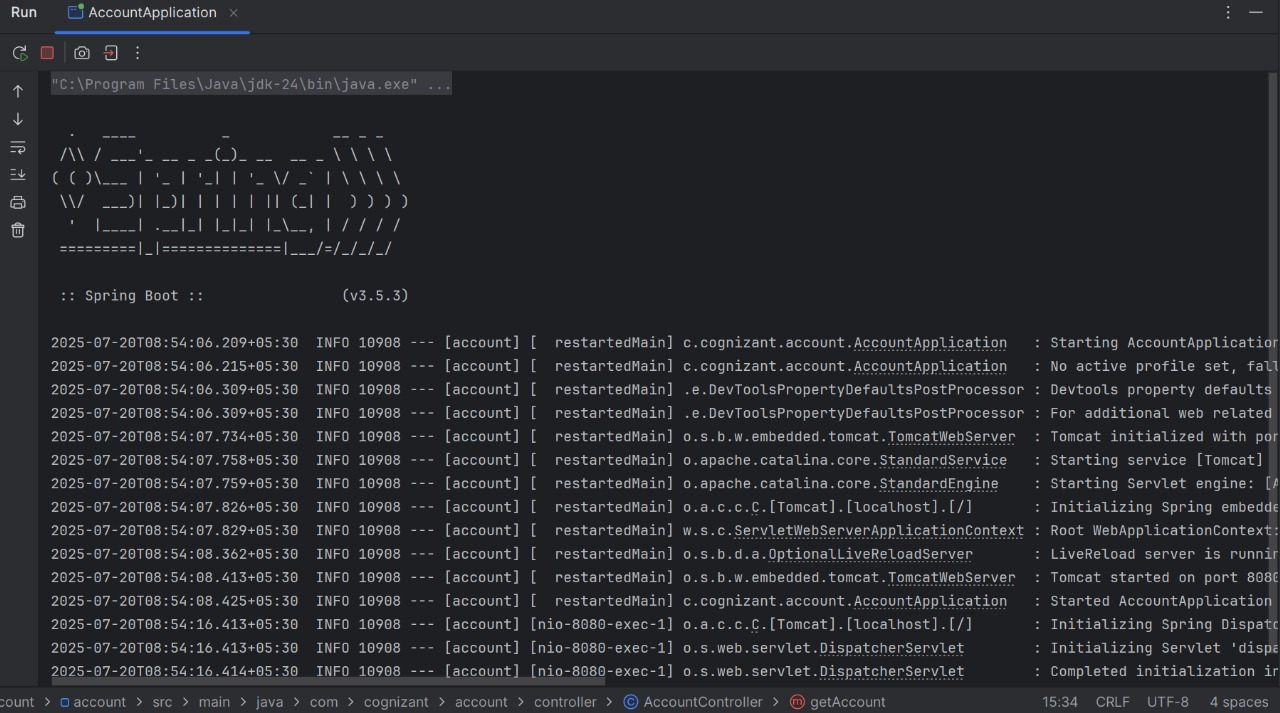 Run AccountApplication
"C:\Program Files\Java\jdk-24\bin\java.exe" ...
  .   ____          _            __ _ _
 /\\ / ___'_ __ _ _(_)_ __  __ _ \ \ \ \
( ( )\___ | '_ | '_| | '_ \/ _` | \ \ \ \
 \\/  ___)| |_)| | | | | || (_| |  ) ) ) )
  '  |____| .__|_| |_|_| |_\__, | / / / /
 =========|_|==============|___/=/_/_/_/
 :: Spring Boot ::                (v3.5.3)
2025-07-20T08:54:06.209+05:30  INFO 10908 --- [account] [  restartedMain] c.cognizant.account.AccountApplication   : Starting AccountApplication
2025-07-20T08:54:06.215+05:30  INFO 10908 --- [account] [  restartedMain] c.cognizant.account.AccountApplication   : No active profile set, fal
2025-07-20T08:54:06.309+05:30  INFO 10908 --- [account] [  restartedMain] .e.DevToolsPropertyDefaultsPostProcessor : Devtools property defaults
2025-07-20T08:54:06.309+05:30  INFO 10908 --- [account] [  restartedMain] .e.DevToolsPropertyDefaultsPostProcessor : For additional web related
2025-07-20T08:54:07.734+05:30  INFO 10908 --- [account] [  restartedMain] o.s.b.w.embedded.tomcat.TomcatWebServer  : Tomcat initialized with por
2025-07-20T08:54:07.758+05:30  INFO 10908 --- [account] [  restartedMain] o.apache.catalina.core.StandardService   : Starting service [Tomcat]
2025-07-20T08:54:07.759+05:30  INFO 10908 --- [account] [  restartedMain] o.apache.catalina.core.StandardEngine    : Starting Servlet engine: [A
2025-07-20T08:54:07.826+05:30  INFO 10908 --- [account] [  restartedMain] o.a.c.c.C.[Tomcat].[localhost].[/]       : Initializing Spring embedde
2025-07-20T08:54:07.829+05:30  INFO 10908 --- [account] [  restartedMain] w.s.c.ServletWebServerApplicationContext : Root WebApplicationContext:
2025-07-20T08:54:08.362+05:30  INFO 10908 --- [account] [  restartedMain] o.s.b.d.a.OptionalLiveReloadServer       : LiveReload server is runnin
2025-07-20T08:54:08.413+05:30  INFO 10908 --- [account] [  restartedMain] o.s.b.w.embedded.tomcat.TomcatWebServer  : Tomcat started on port 8080
2025-07-20T08:54:08.425+05:30  INFO 10908 --- [account] [  restartedMain] c.cognizant.account.AccountApplication   : Started AccountApplication
2025-07-20T08:54:16.413+05:30  INFO 10908 --- [account] [nio-8080-exec-1] o.a.c.c.C.[Tomcat].[localhost].[/]       : Initializing Spring Dispatc
2025-07-20T08:54:16.413+05:30  INFO 10908 --- [account] [nio-8080-exec-1] o.s.web.servlet.DispatcherServlet        : Initializing Servlet 'dispa
2025-07-20T08:54:16.414+05:30  INFO 10908 --- [account] [nio-8080-exec-1] o.s.web.servlet.DispatcherServlet        : Completed initialization in
count > account > src > main > java > com > cognizant > account > controller > AccountController > getAccount 15:34 CRLF UTF-8 4 spaces